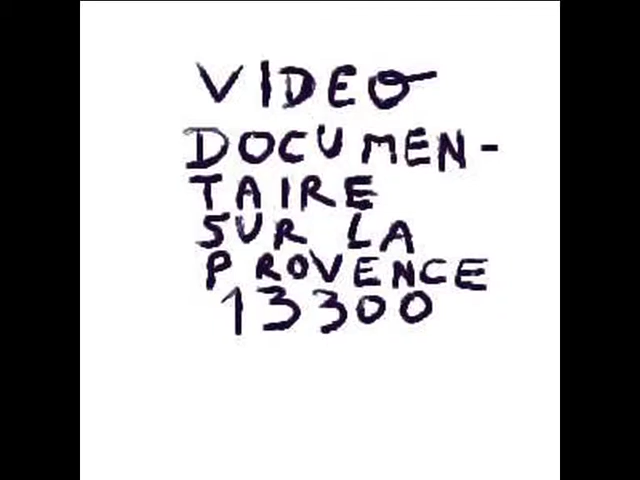 VIDEO
DOCUMEN-
TAIRE
SUR LA
PROVENCE
13300